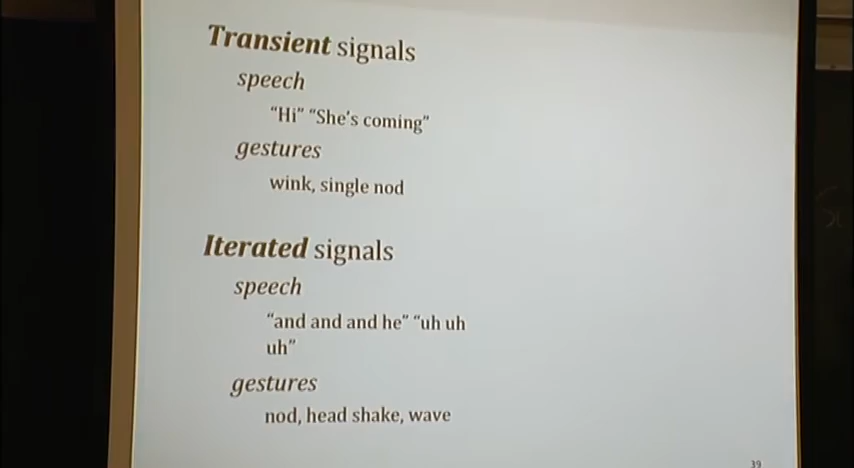 Transient signals
speech
“Hi” “She’s coming”
gestures
wink, single nod
Iterated signals
speech
“and and and he” “uh uh
uh”
gestures
nod, head shake, wave
39